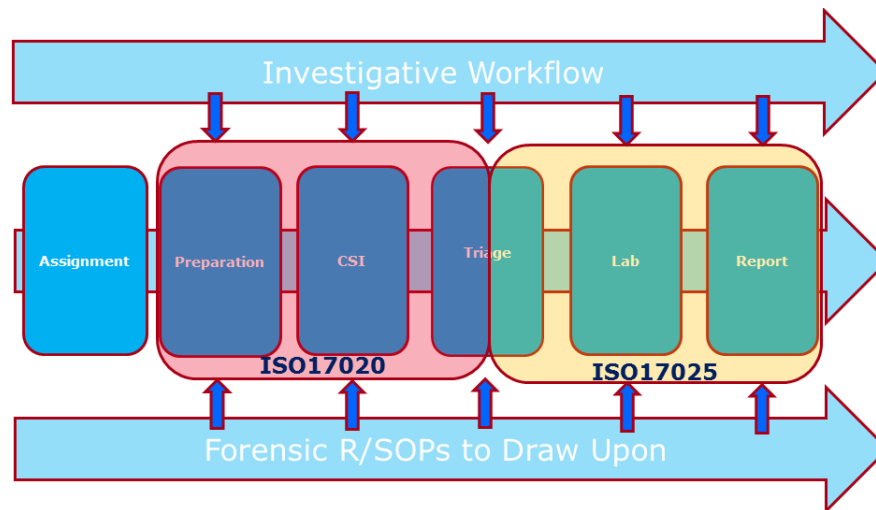 Investigative Workflow
Assignment
Preparation
CSI
Triage
Lab
Report
ISO17020
ISO17025
Forensic R/SOPs to Draw Upon